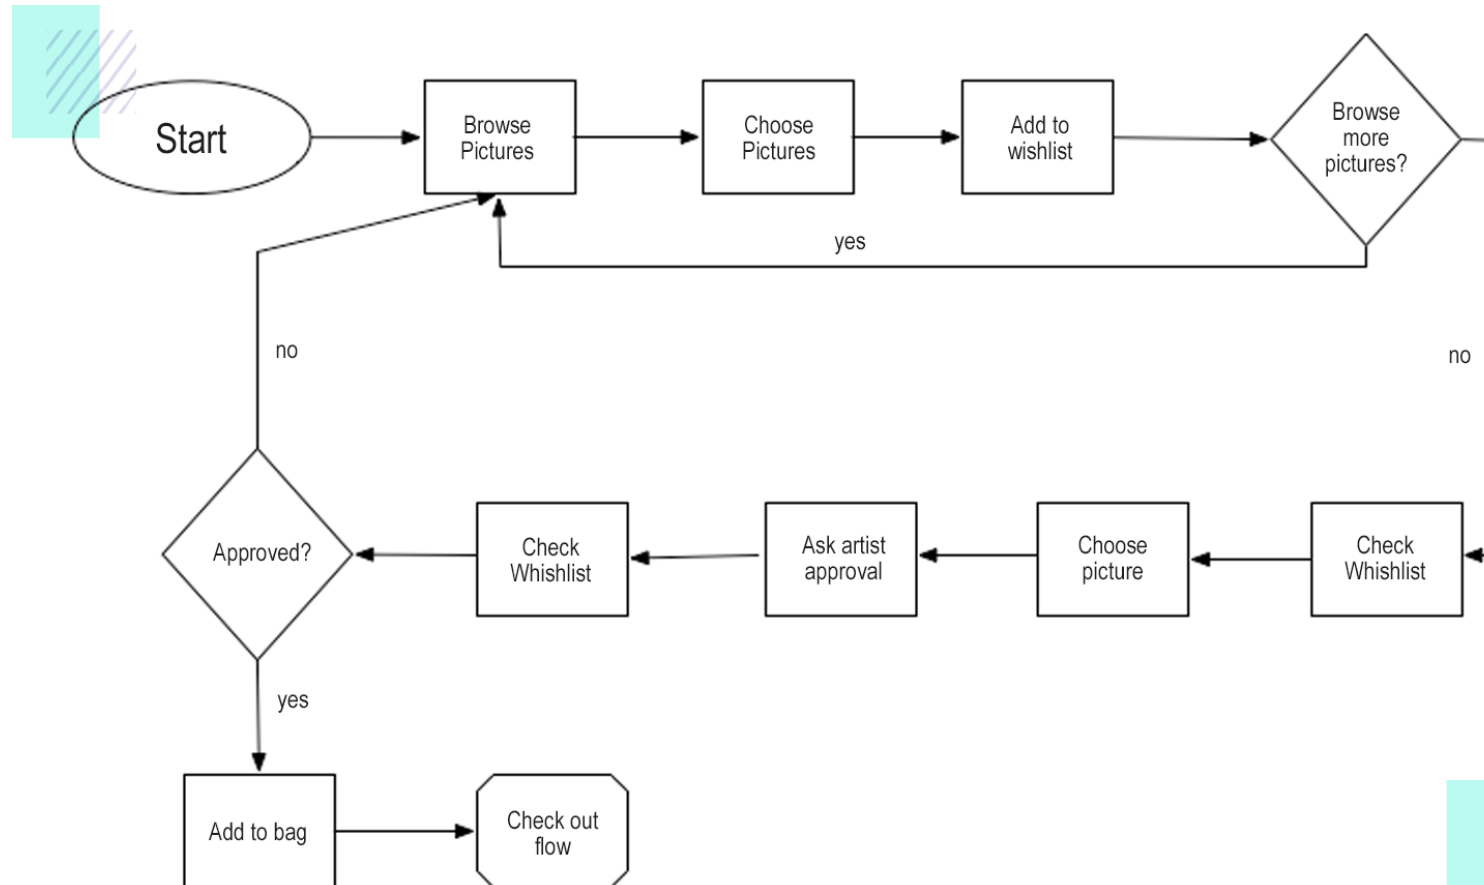 Start
Browse
Pictures
Choose
Pictures
Add to
wishlist
Browse
more
pictures?
yes
no
no
Approved?
Check
Whishlist
Ask artist
approval
Choose
picture
Check
Whishlist
yes
Add to bag
Check out
flow